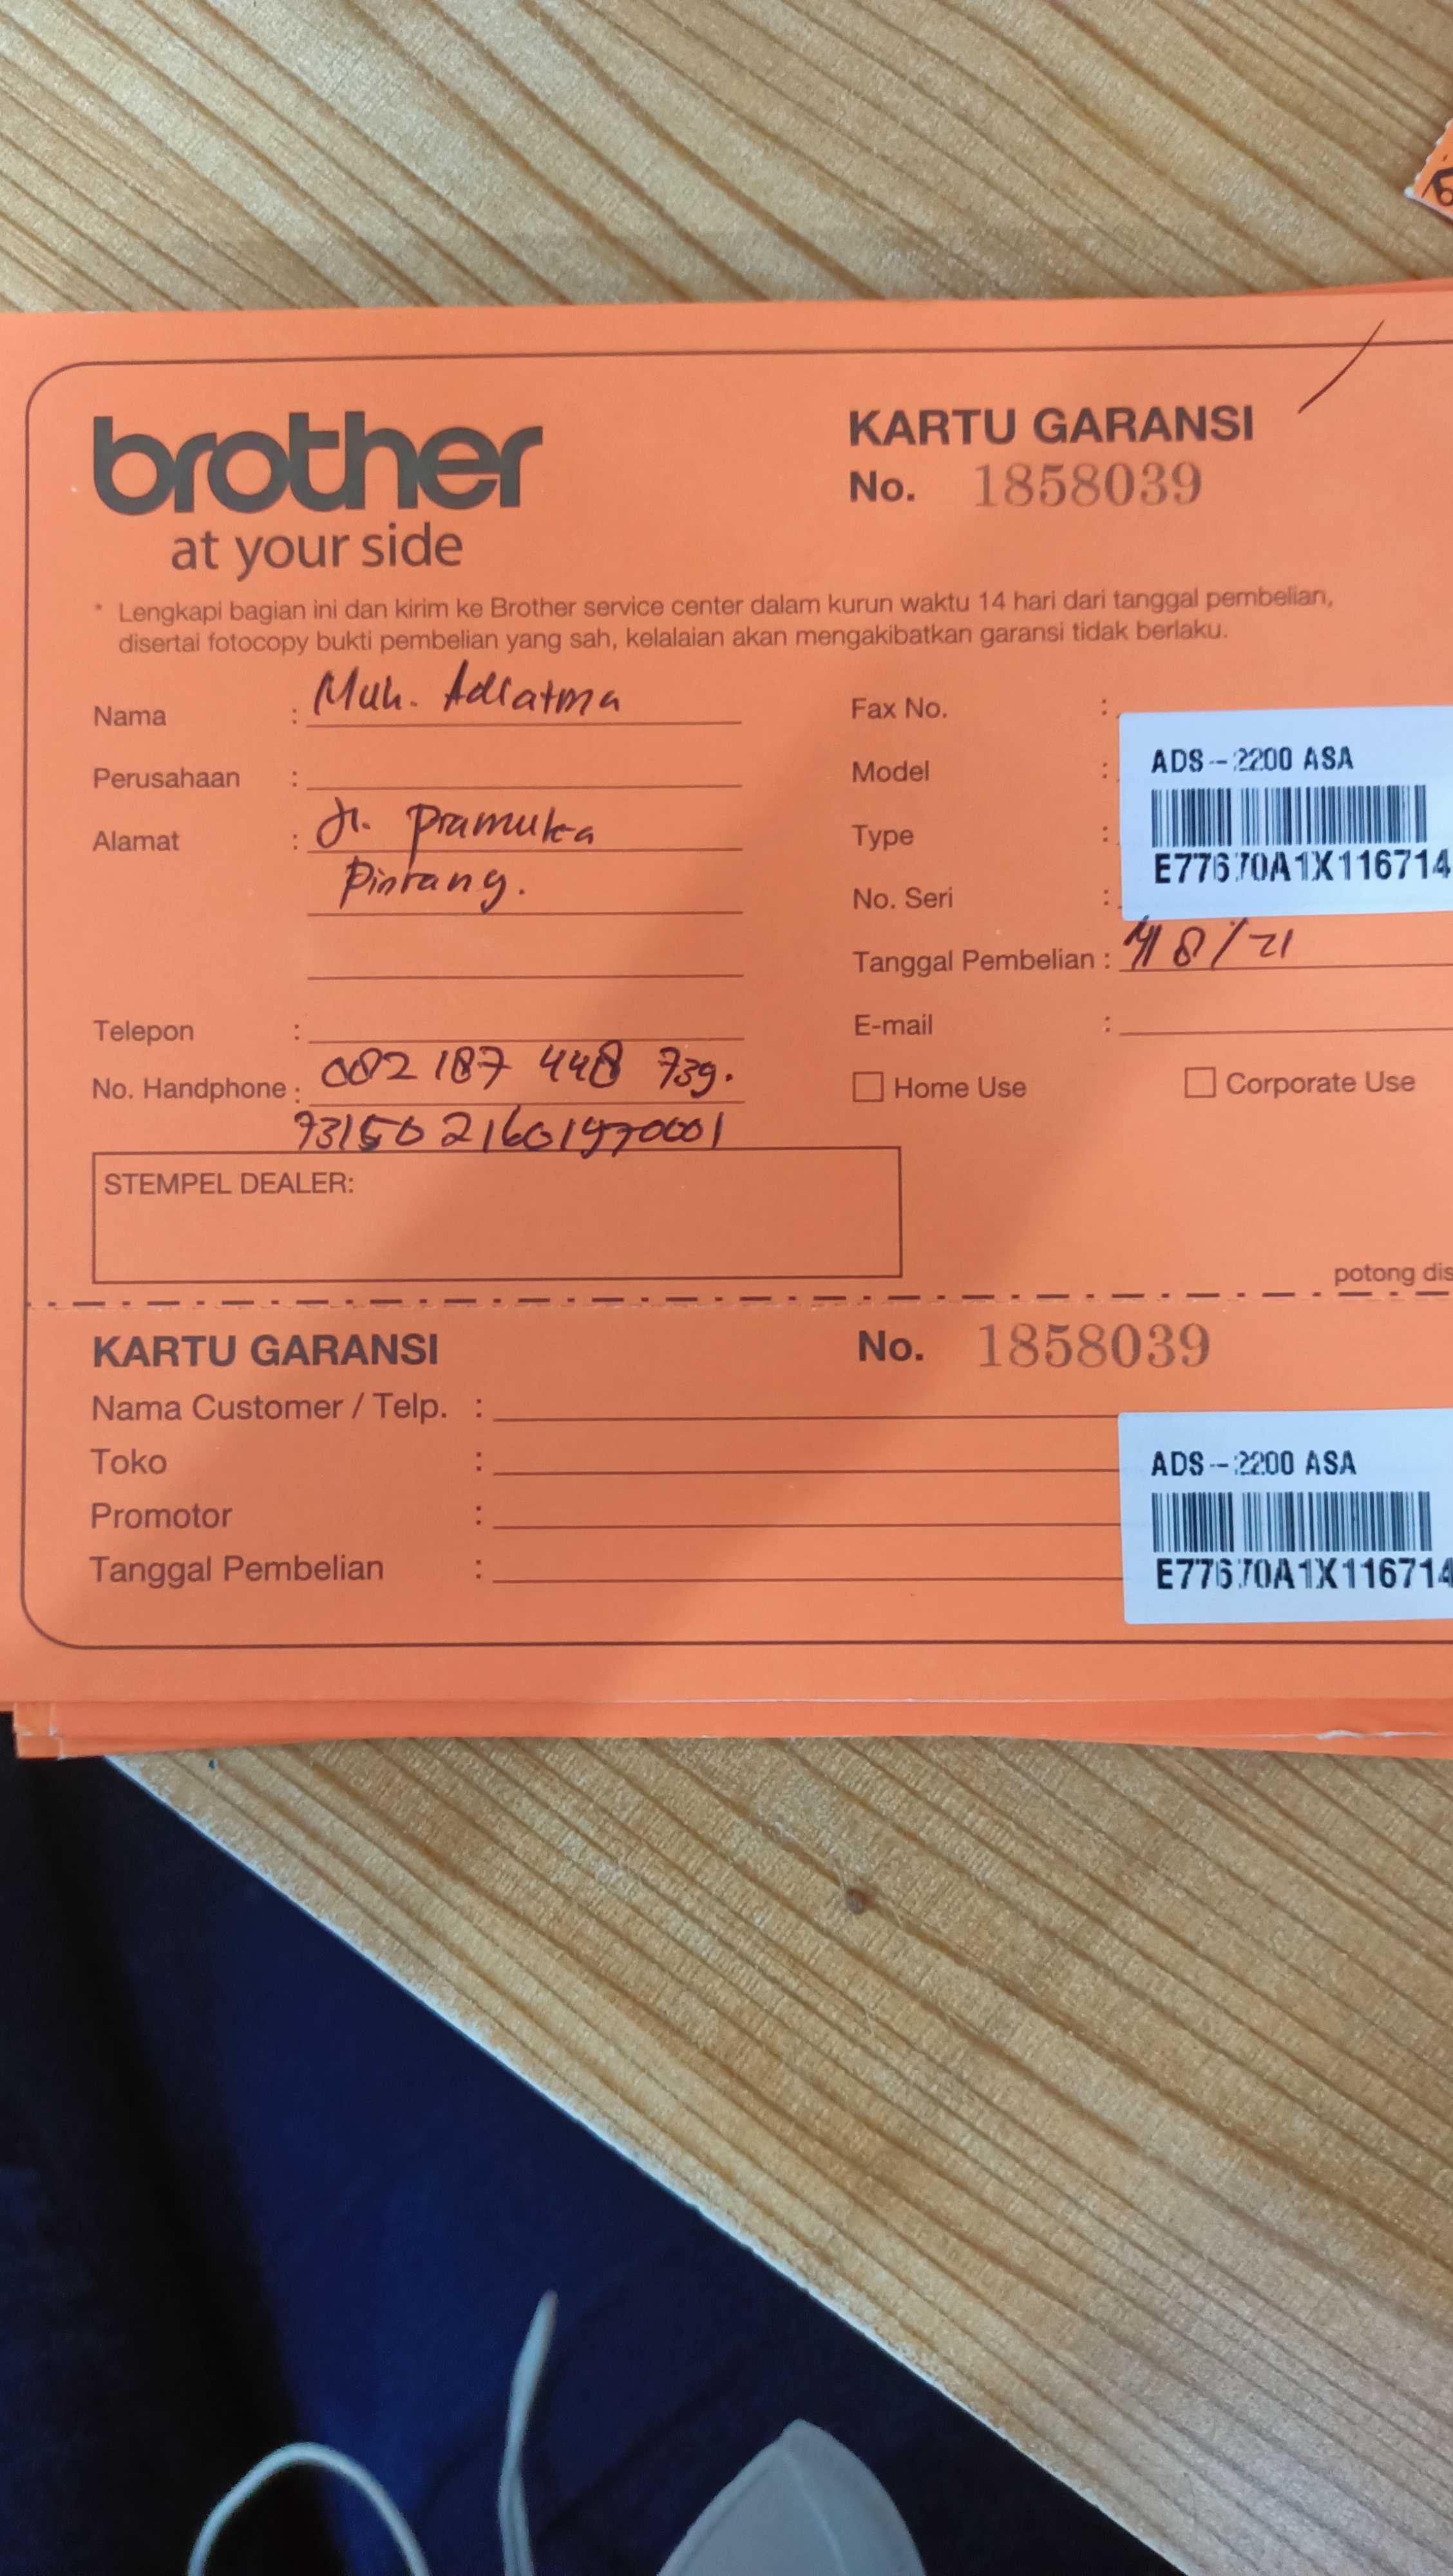 brother
at your side
KARTU GARANSI
No. 1858039
* Lengkapi bagian ini dan kirim ke Brother service center dalam kurun waktu 14 hari dari tanggal pembelian,
disertai fotocopy bukti pembelian yang sah, kelalaian akan mengakibatkan garansi tidak berlaku.
Nama : Muh. Adiatma
Perusahaan :
Alamat : Jl. Pramuka
Pinrang.
Telepon :
No. Handphone : 082 187 448 739.
7315021601970001
Fax No. :
Model :
Type :
No. Seri :
ADS-2200 ASA
E77670A1X116714
Tanggal Pembelian : 8/21
E-mail :
Home Use
Corporate Use
STEMPEL DEALER:
potong dis
KARTU GARANSI
No. 1858039
Nama Customer / Telp. :
Toko :
Promotor :
Tanggal Pembelian :
ADS-2200 ASA
E77670A1X116714